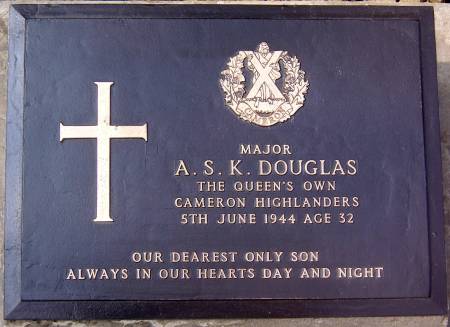 CAMERON
MAJOR
A. S. K. DOUGLAS
THE QUEEN'S OWN
CAMERON HIGHLANDERS
5TH JUNE 1944 AGE 32
OUR DEAREST ONLY SON
ALWAYS IN OUR HEARTS DAY AND NIGHT